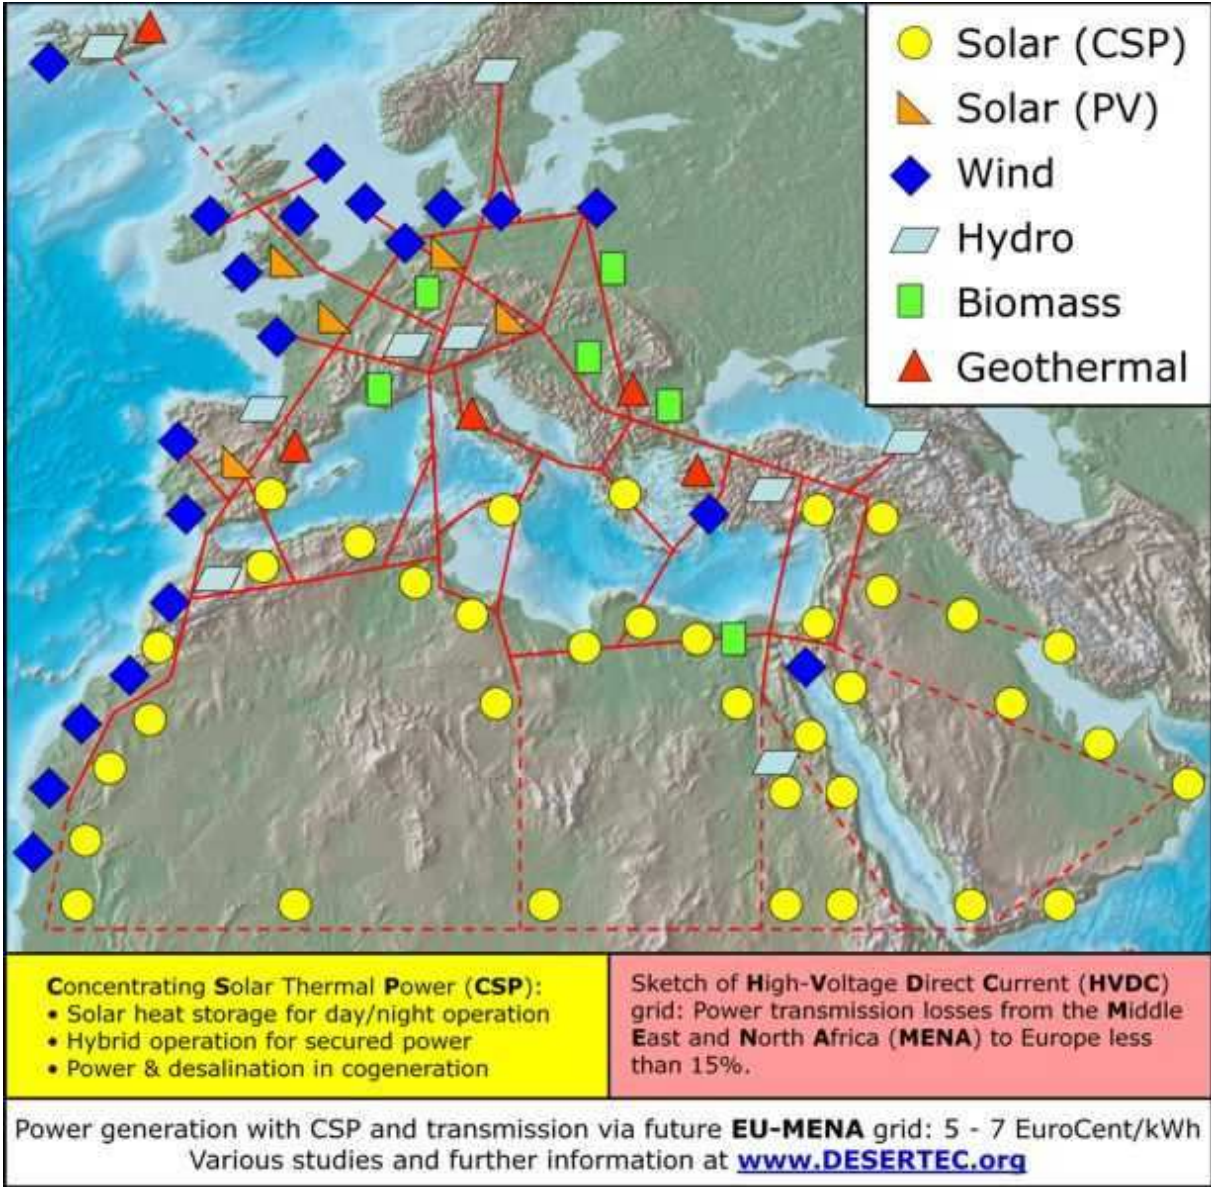 Solar (CSP)
Solar (PV)
Wind
Hydro
Biomass
Geothermal
Concentrating Solar Thermal Power (CSP):
• Solar heat storage for day/night operation
• Hybrid operation for secured power
• Power & desalination in cogeneration
Sketch of High-Voltage Direct Current (HVDC)
grid: Power transmission losses from the Middle
East and North Africa (MENA) to Europe less
than 15%.
Power generation with CSP and transmission via future EU-MENA grid: 5 - 7 EuroCent/kWh
Various studies and further information at www.DESERTEC.org